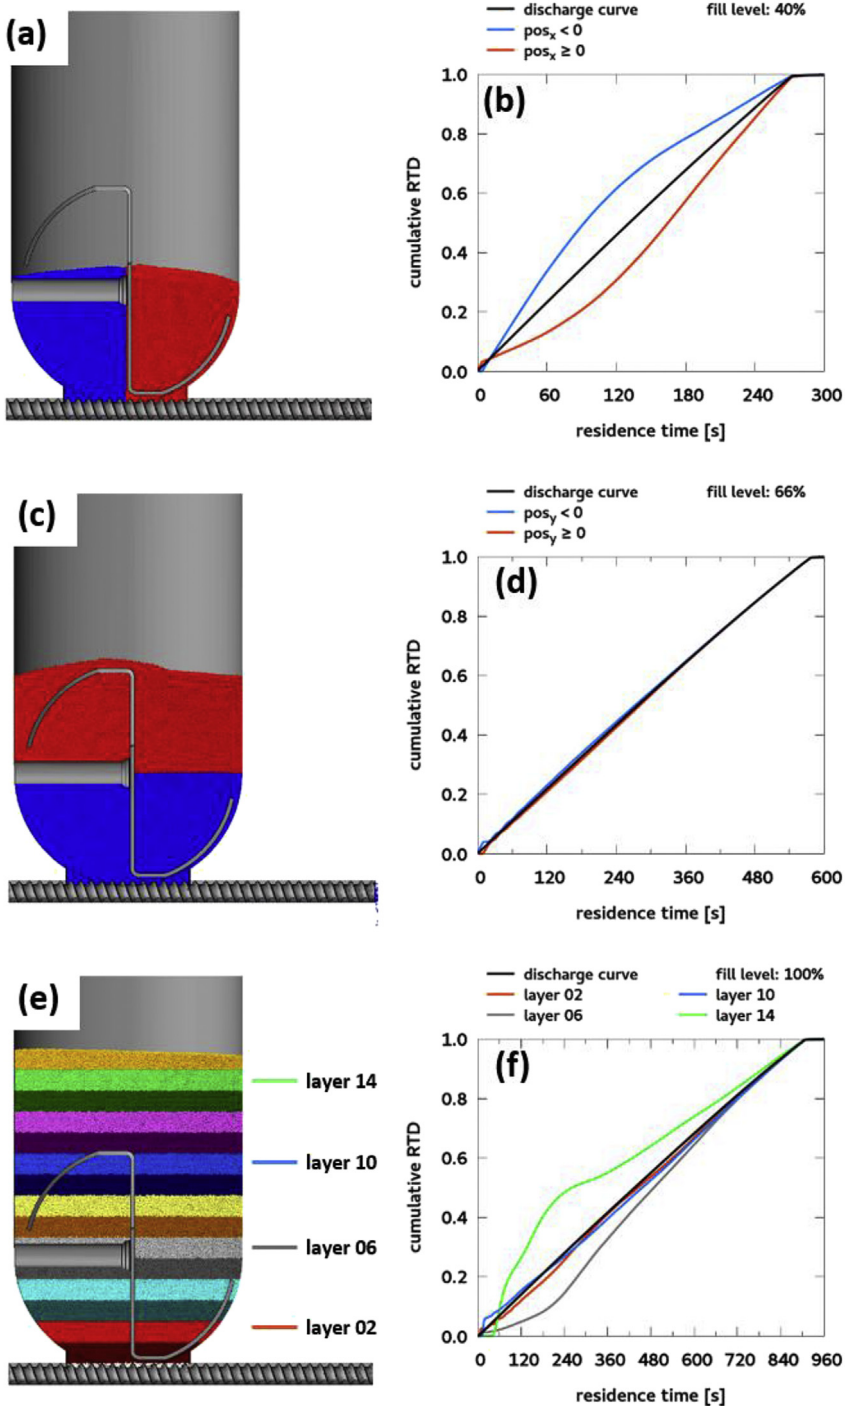 (a)
discharge curve fill level: 40%
posx < 0
posx ≥ 0
(b)
1.0
0.8
0.6
0.4
0.2
0.0
cumulative RTD
0 60 120 180 240 300
residence time [s]
(c)
discharge curve fill level: 66%
posy < 0
posy ≥ 0
(d)
1.0
0.8
0.6
0.4
0.2
0.0
cumulative RTD
0 120 240 360 480 600
residence time [s]
(e)
layer 14
layer 10
layer 06
layer 02
discharge curve fill level: 100%
layer 02 layer 10
layer 06 layer 14
(f)
1.0
0.8
0.6
0.4
0.2
0.0
cumulative RTD
0 120 240 360 480 600 720 840 960
residence time [s]